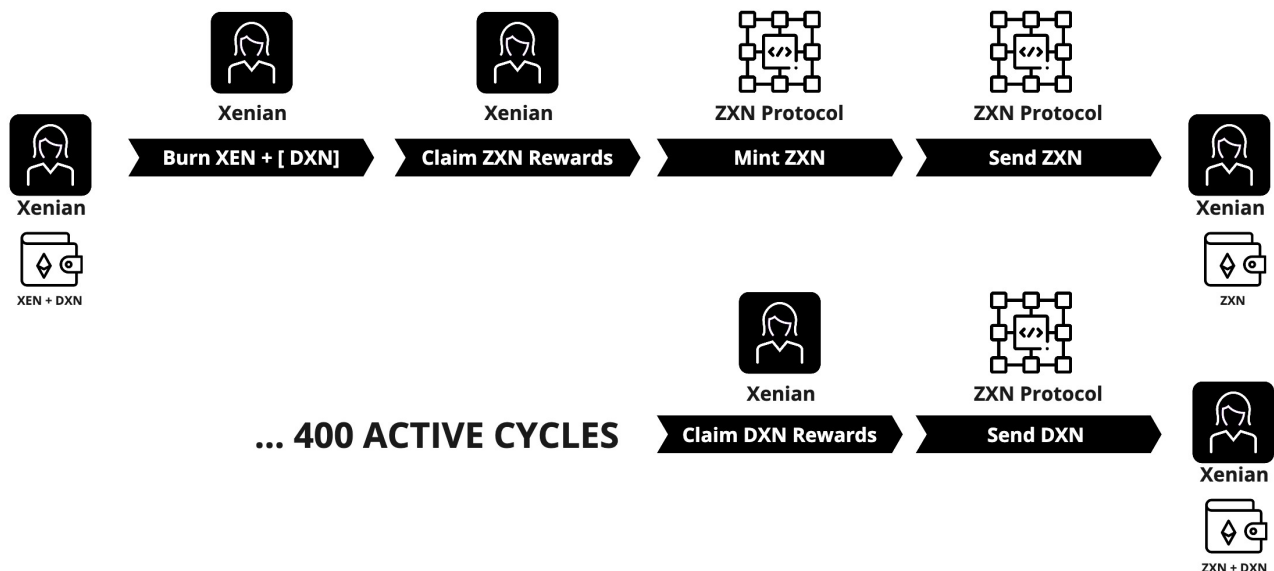 Xenian
Xenian
ZXN Protocol
ZXN Protocol
Burn XEN + [ DXN]
Claim ZXN Rewards
Mint ZXN
Send ZXN
Xenian
XEN + DXN
Xenian
ZXN
Xenian
ZXN Protocol
... 400 ACTIVE CYCLES
Claim DXN Rewards
Send DXN
Xenian
ZXN + DXN